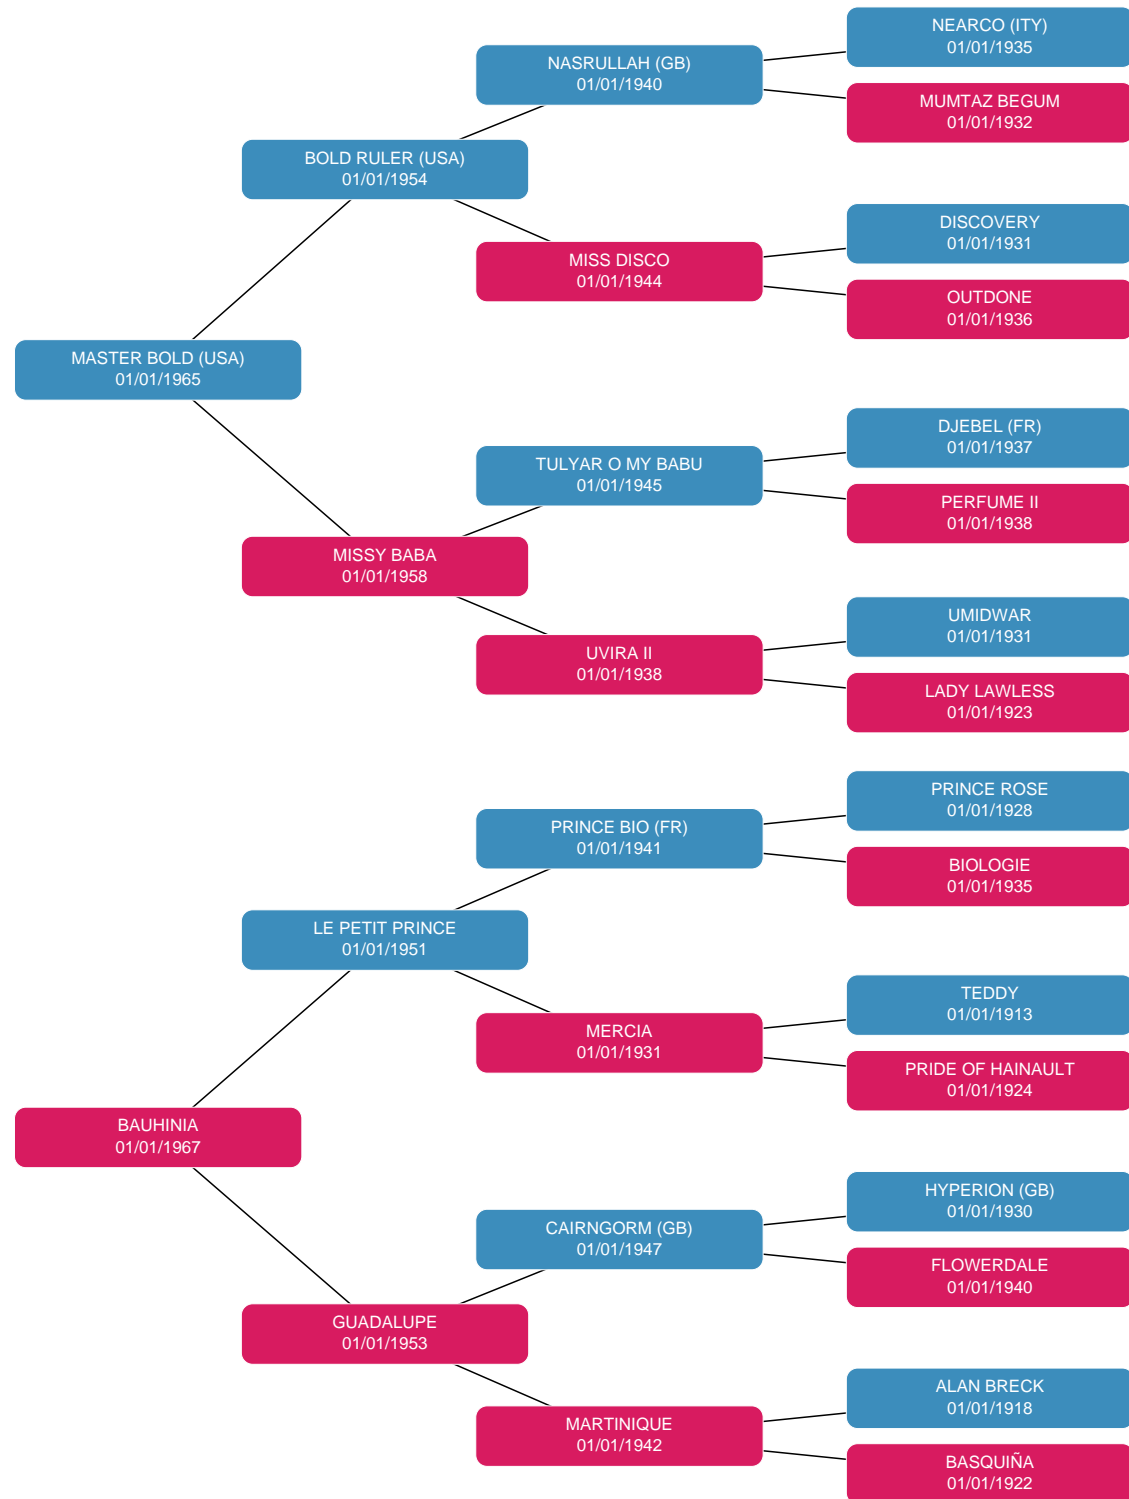 NEARCO (ITY)
01/01/1935
NASRULLAH (GB)
01/01/1940
MUMTAZ BEGUM
01/01/1932
BOLD RULER (USA)
01/01/1954
DISCOVERY
01/01/1931
MISS DISCO
01/01/1944
OUTDONE
01/01/1936
MASTER BOLD (USA)
01/01/1965
DJEBEL (FR)
01/01/1937
TULYAR O MY BABU
01/01/1945
PERFUME II
01/01/1938
MISSY BABA
01/01/1958
UMIDWAR
01/01/1931
UVIRA II
01/01/1938
LADY LAWLESS
01/01/1923
PRINCE ROSE
01/01/1928
PRINCE BIO (FR)
01/01/1941
BIOLOGIE
01/01/1935
LE PETIT PRINCE
01/01/1951
TEDDY
01/01/1913
MERCIA
01/01/1931
PRIDE OF HAINAULT
01/01/1924
BAUHINIA
01/01/1967
HYPERION (GB)
01/01/1930
CAIRNGORM (GB)
01/01/1947
FLOWERDALE
01/01/1940
GUADALUPE
01/01/1953
ALAN BRECK
01/01/1918
MARTINIQUE
01/01/1942
BASQUIÑA
01/01/1922